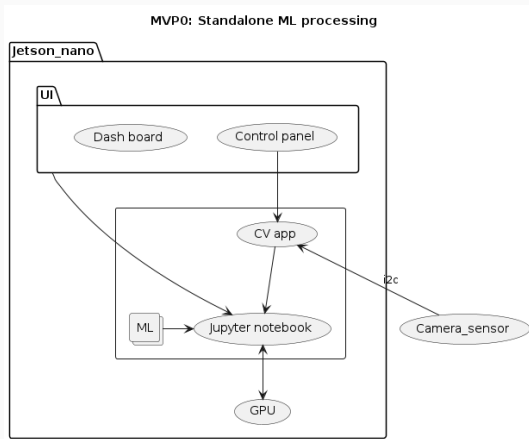 MVP0: Standalone ML processing
Jetson_nano
UI
Dash board
Control panel
CV app
i2c
ML
Jupyter notebook
Camera_sensor
GPU